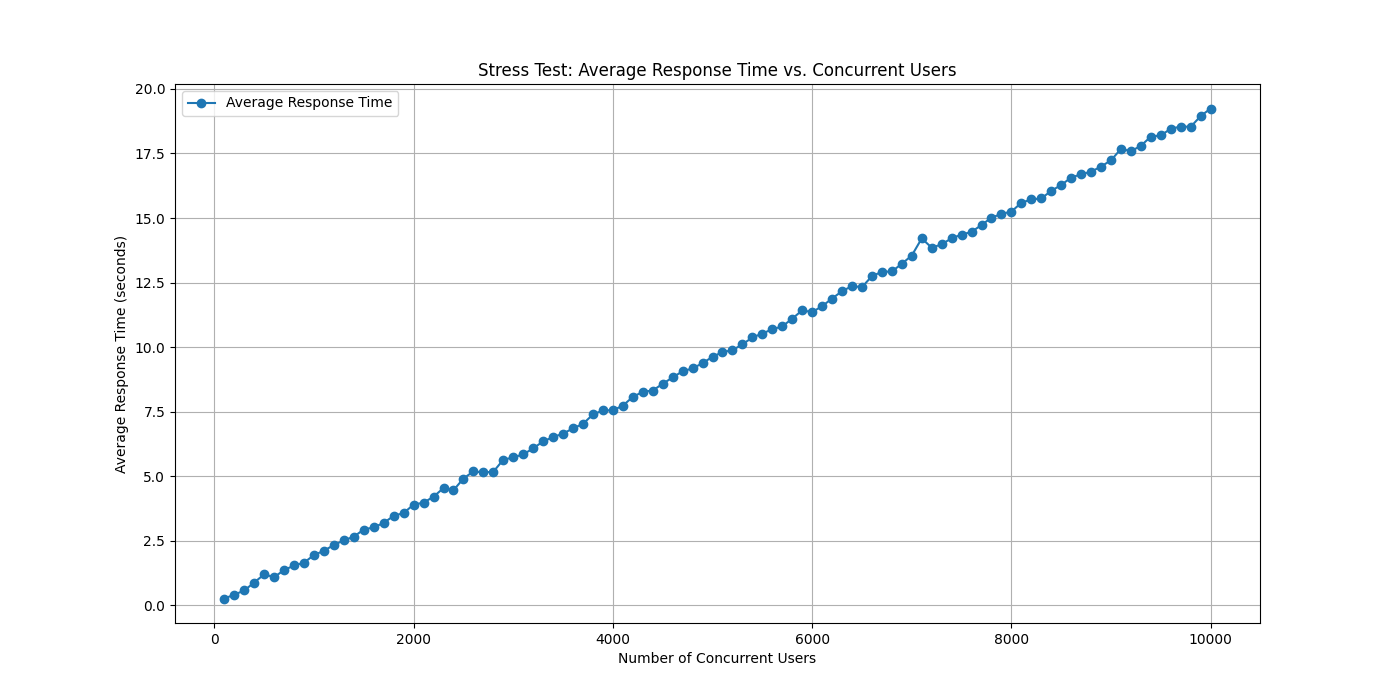 Stress Test: Average Response Time vs. Concurrent Users
Average Response Time
20.0
17.5
15.0
12.5
10.0
7.5
5.0
2.5
0.0
Average Response Time (seconds)
0 2000 4000 6000 8000 10000
Number of Concurrent Users